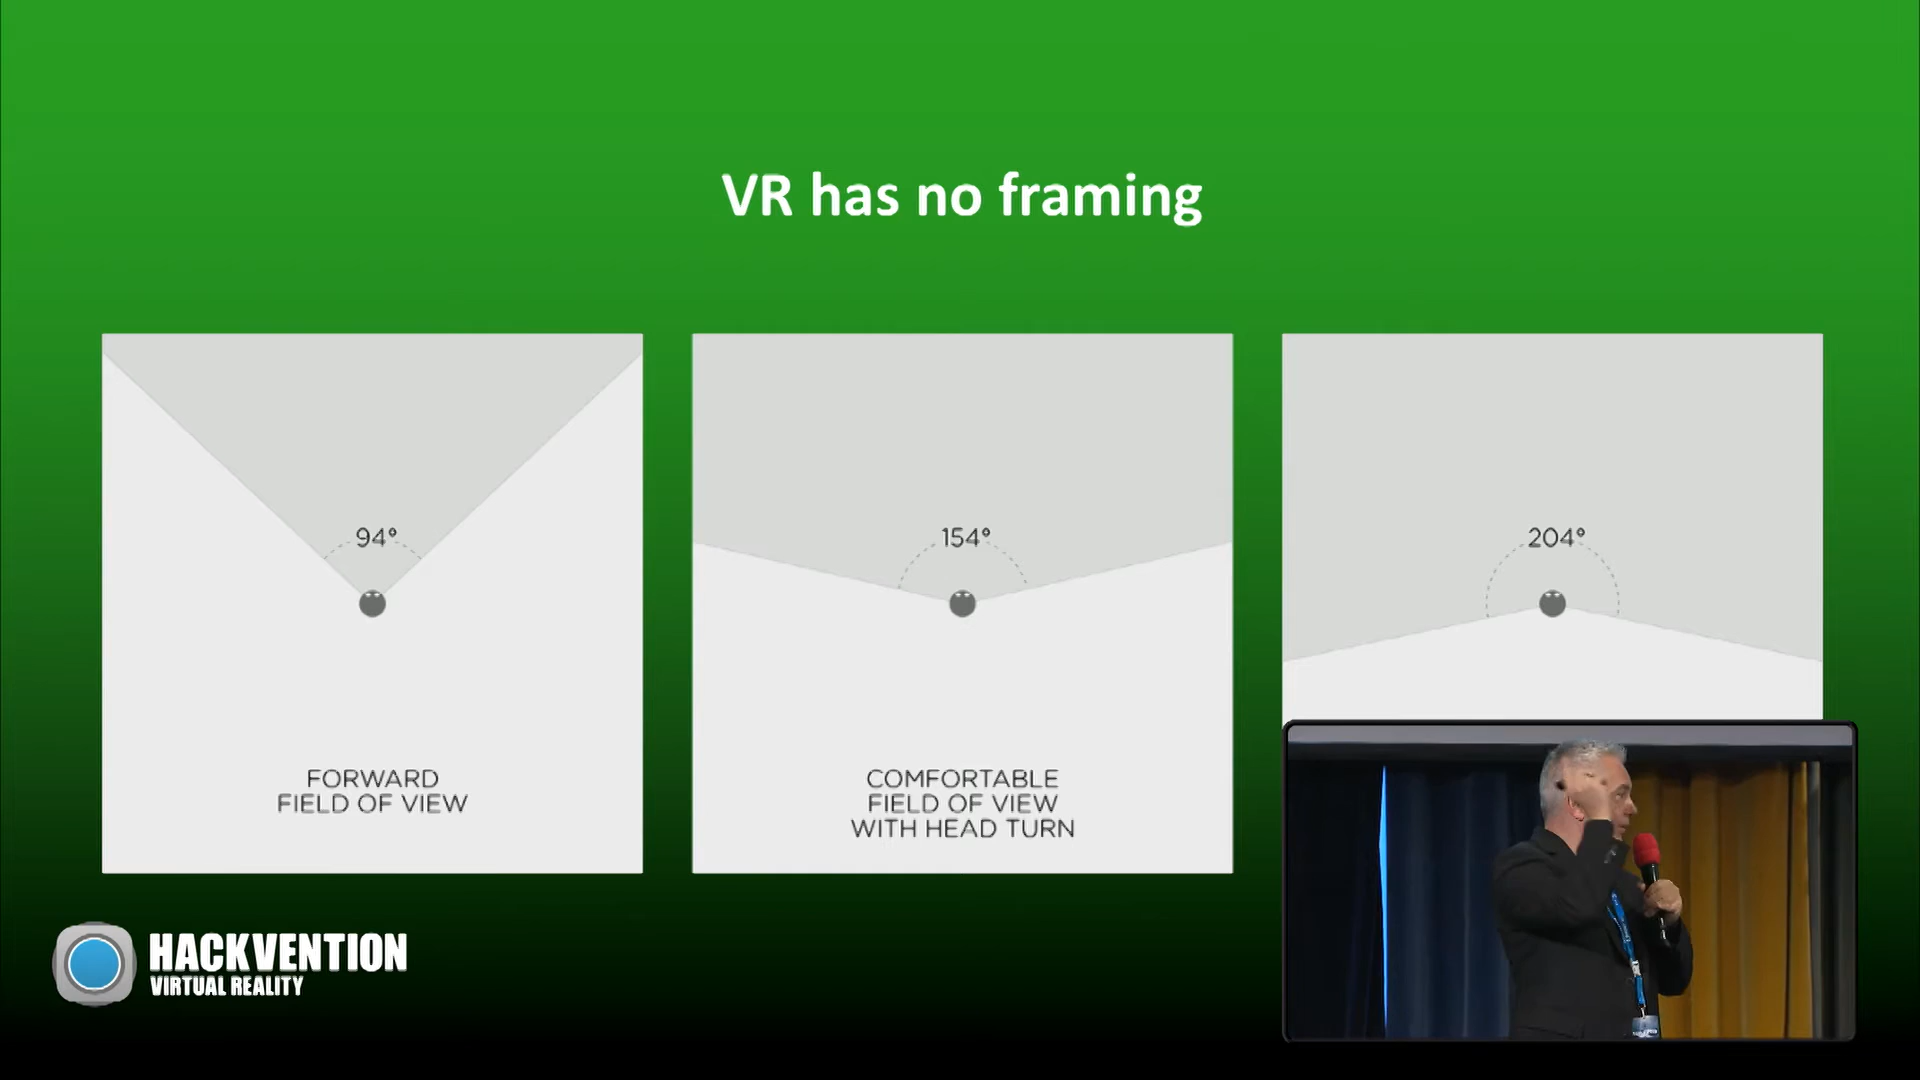 VR has no framing
94°
154°
204°
FORWARD
FIELD OF VIEW
COMFORTABLE
FIELD OF VIEW
WITH HEAD TURN
HACKVENTION
VIRTUAL REALITY